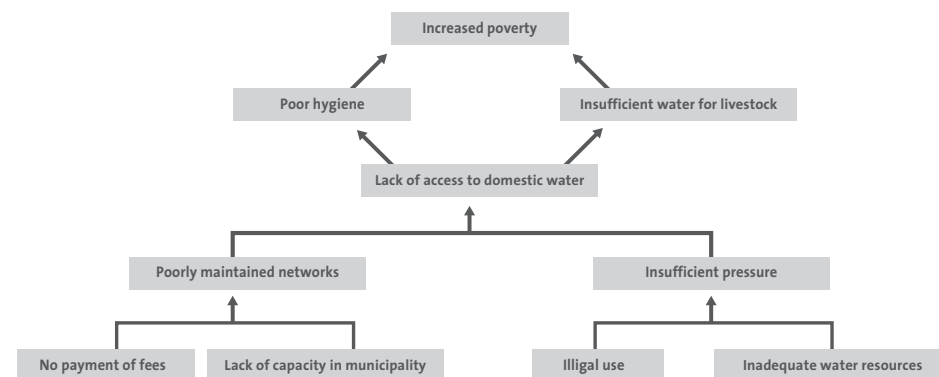 Increased poverty
Poor hygiene
Insufficient water for livestock
Lack of access to domestic water
Poorly maintained networks
Insufficient pressure
No payment of fees
Lack of capacity in municipality
Illigal use
Inadequate water resources